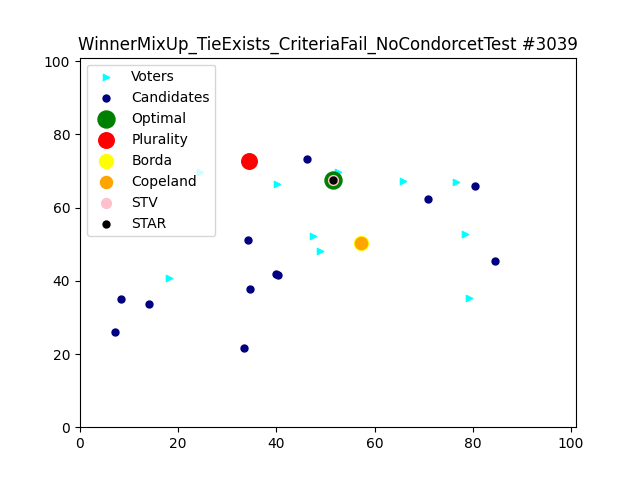 WinnerMixUp_TieExists_CriteriaFail_NoCondorcetTest #3039
Voters
Candidates
Optimal
Plurality
Borda
Copeland
STV
STAR
100
80
60
40
20
0
0 20 40 60 80 100